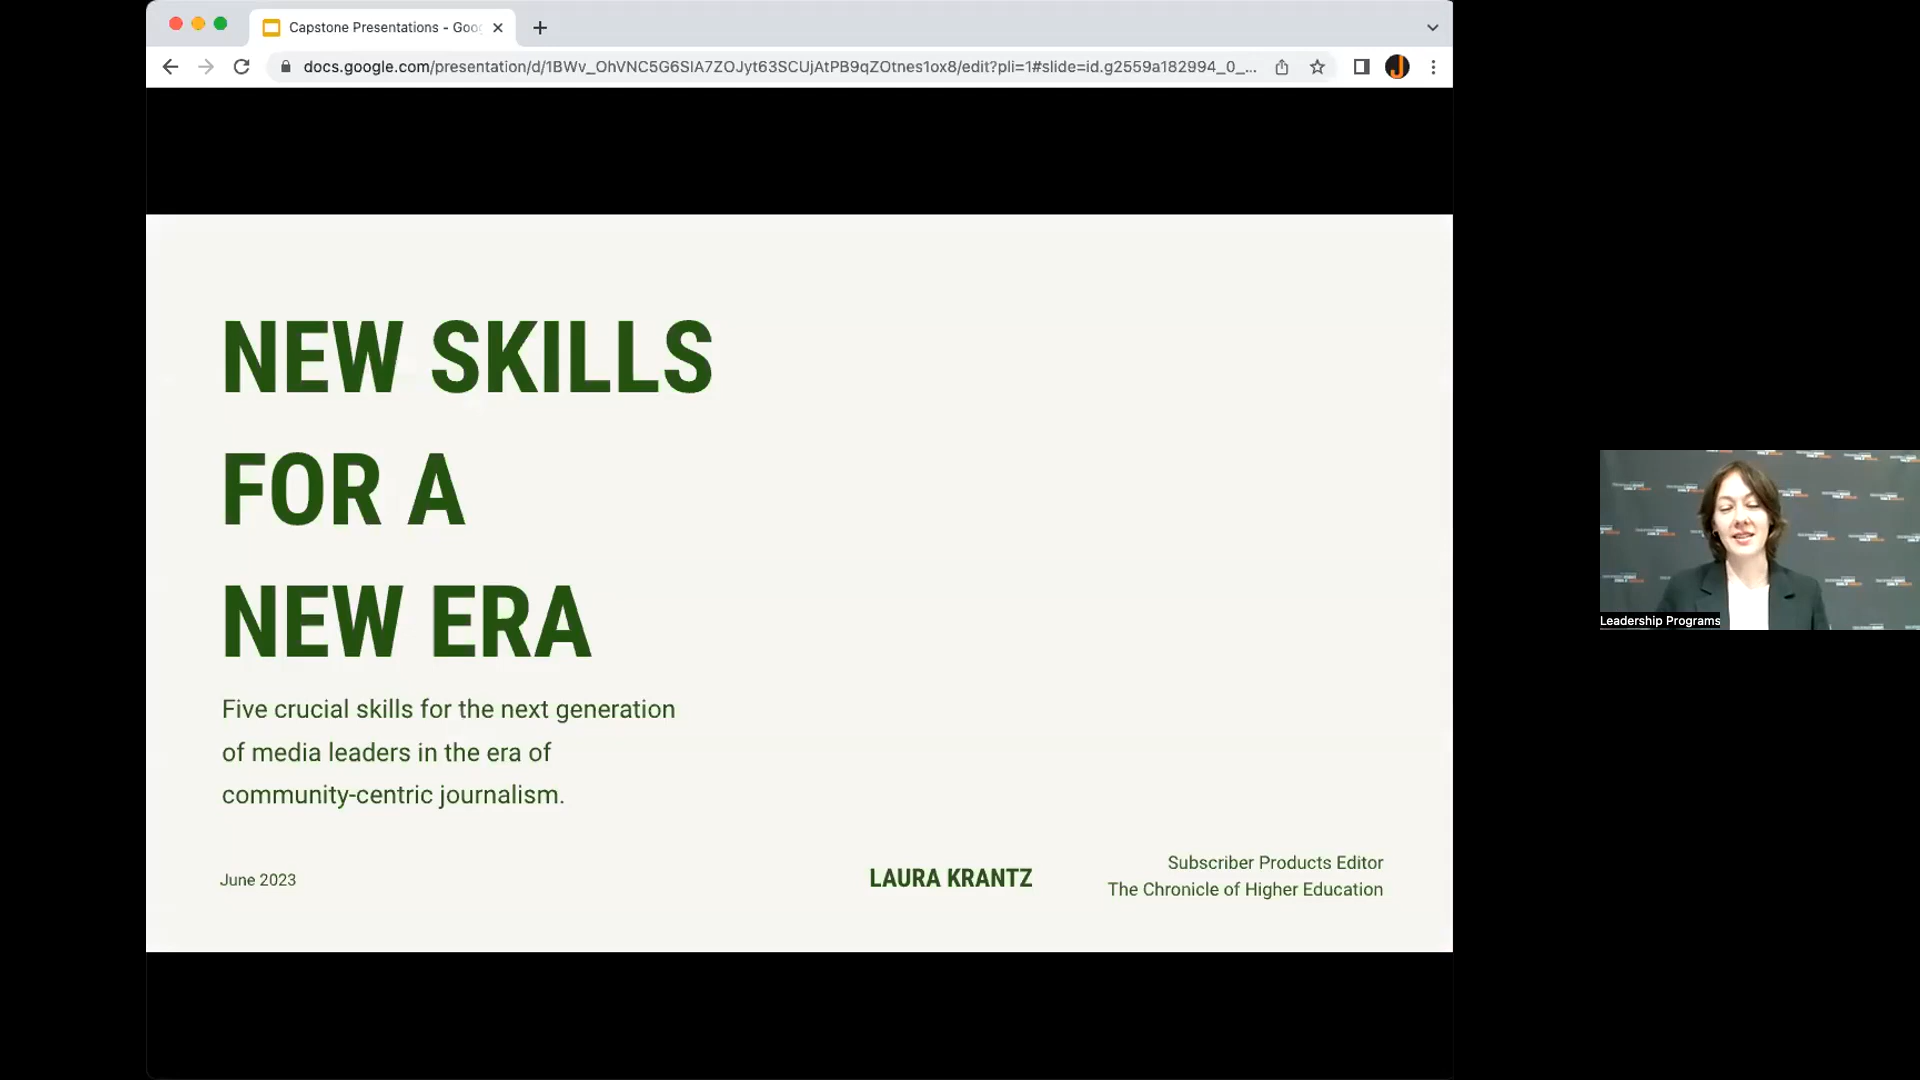 Capstone Presentations - Goo
docs.google.com/presentation/d/1BWv_OhVNC5G6SlA7ZOJyt63SCUjAtPB9qZOtnes1ox8/edit?pli=1#slide=id.g2559a182994_0_...
NEW SKILLS
FOR A
NEW ERA
Five crucial skills for the next generation
of media leaders in the era of
community-centric journalism.
June 2023
LAURA KRANTZ
Subscriber Products Editor
The Chronicle of Higher Education
Leadership Programs